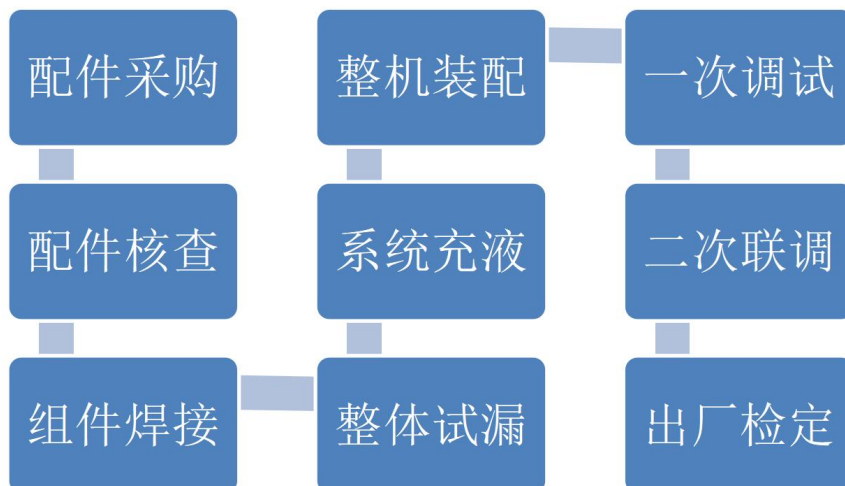 配件采购
配件核查
组件焊接
整体试漏
系统充液
整机装配
一次调试
二次联调
出厂检定